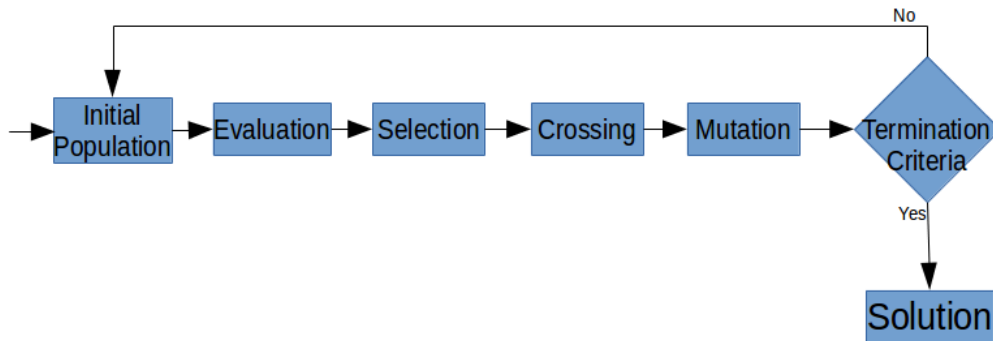 No
Initial
Population
Evaluation
Selection
Crossing
Mutation
Termination
Criteria
Yes
Solution